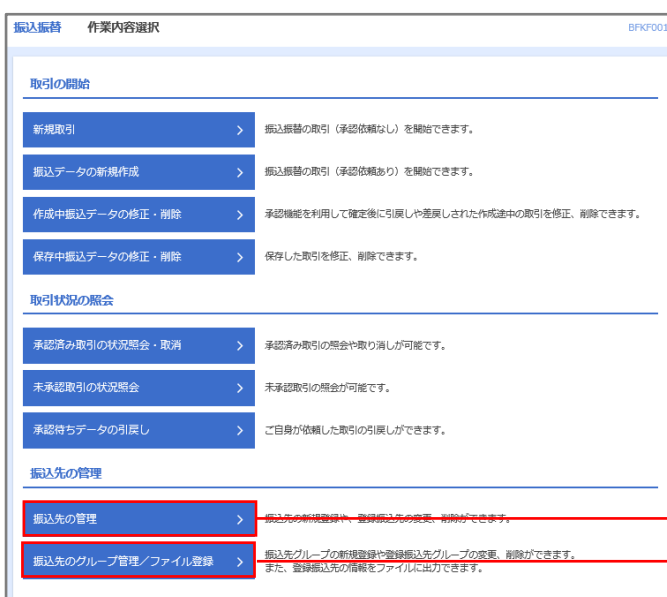 振込振替 作業内容選択 BFKF001
取引の開始
新規取引 振込振替の取引（承認依頼なし）を開始できます。
振込データの新規作成 振込振替の取引（承認依頼あり）を開始できます。
作成中振込データの修正・削除 承認機能を利用して確定後に引戻しや差戻しされた作成途中の取引を修正、削除できます。
保存中振込データの修正・削除 保存した取引を修正、削除できます。
取引状況の照会
承認済み取引の状況照会・取消 承認済み取引の照会や取り消しが可能です。
未承認取引の状況照会 未承認取引の照会が可能です。
承認待ちデータの引戻し ご自身が依頼した取引の引戻しができます。
振込先の管理
振込先の管理 振込先の新規登録や、登録振込先の変更、削除ができます。
振込先のグループ管理／ファイル登録 振込先グループの新規登録や登録振込先グループの変更、削除ができます。
また、登録振込先の情報をファイルに出力できます。